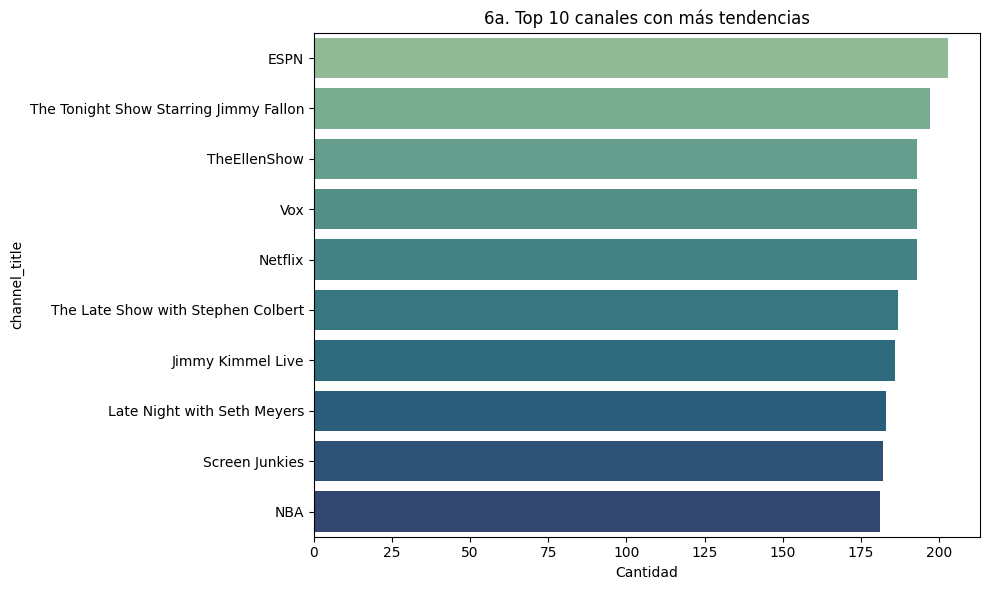 6a. Top 10 canales con más tendencias
channel_title
ESPN
The Tonight Show Starring Jimmy Fallon
TheEllenShow
Vox
Netflix
The Late Show with Stephen Colbert
Jimmy Kimmel Live
Late Night with Seth Meyers
Screen Junkies
NBA
0 25 50 75 100 125 150 175 200
Cantidad